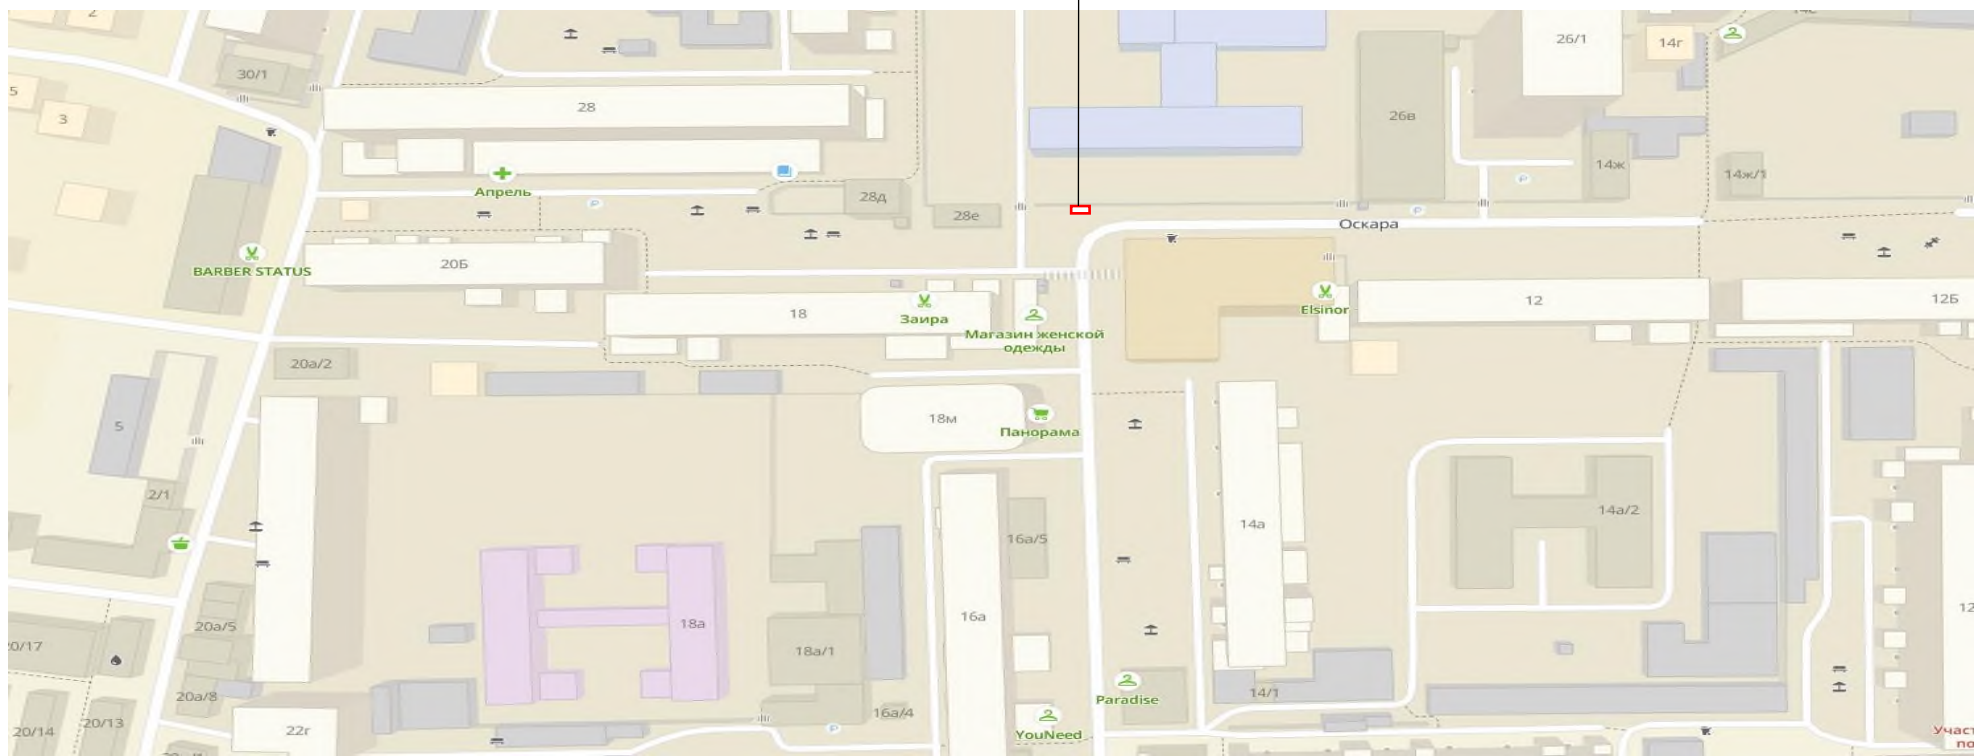 2
14г
26/1
30/1
5
28
3
26в
14ж
14ж/1
Апрель
28д
28е
Оскара
20Б
BARBER STATUS
12
12Б
18
Заира
Elsinor
Магазин женской
одежды
20а/2
18м
5
Панорама
2/1
14а/2
14а
16а/5
16а
20а/5
18а
18а/1
20/17
20а/8
14/1
Paradise
16а/4
20/14
20/13
22г
YouNeed